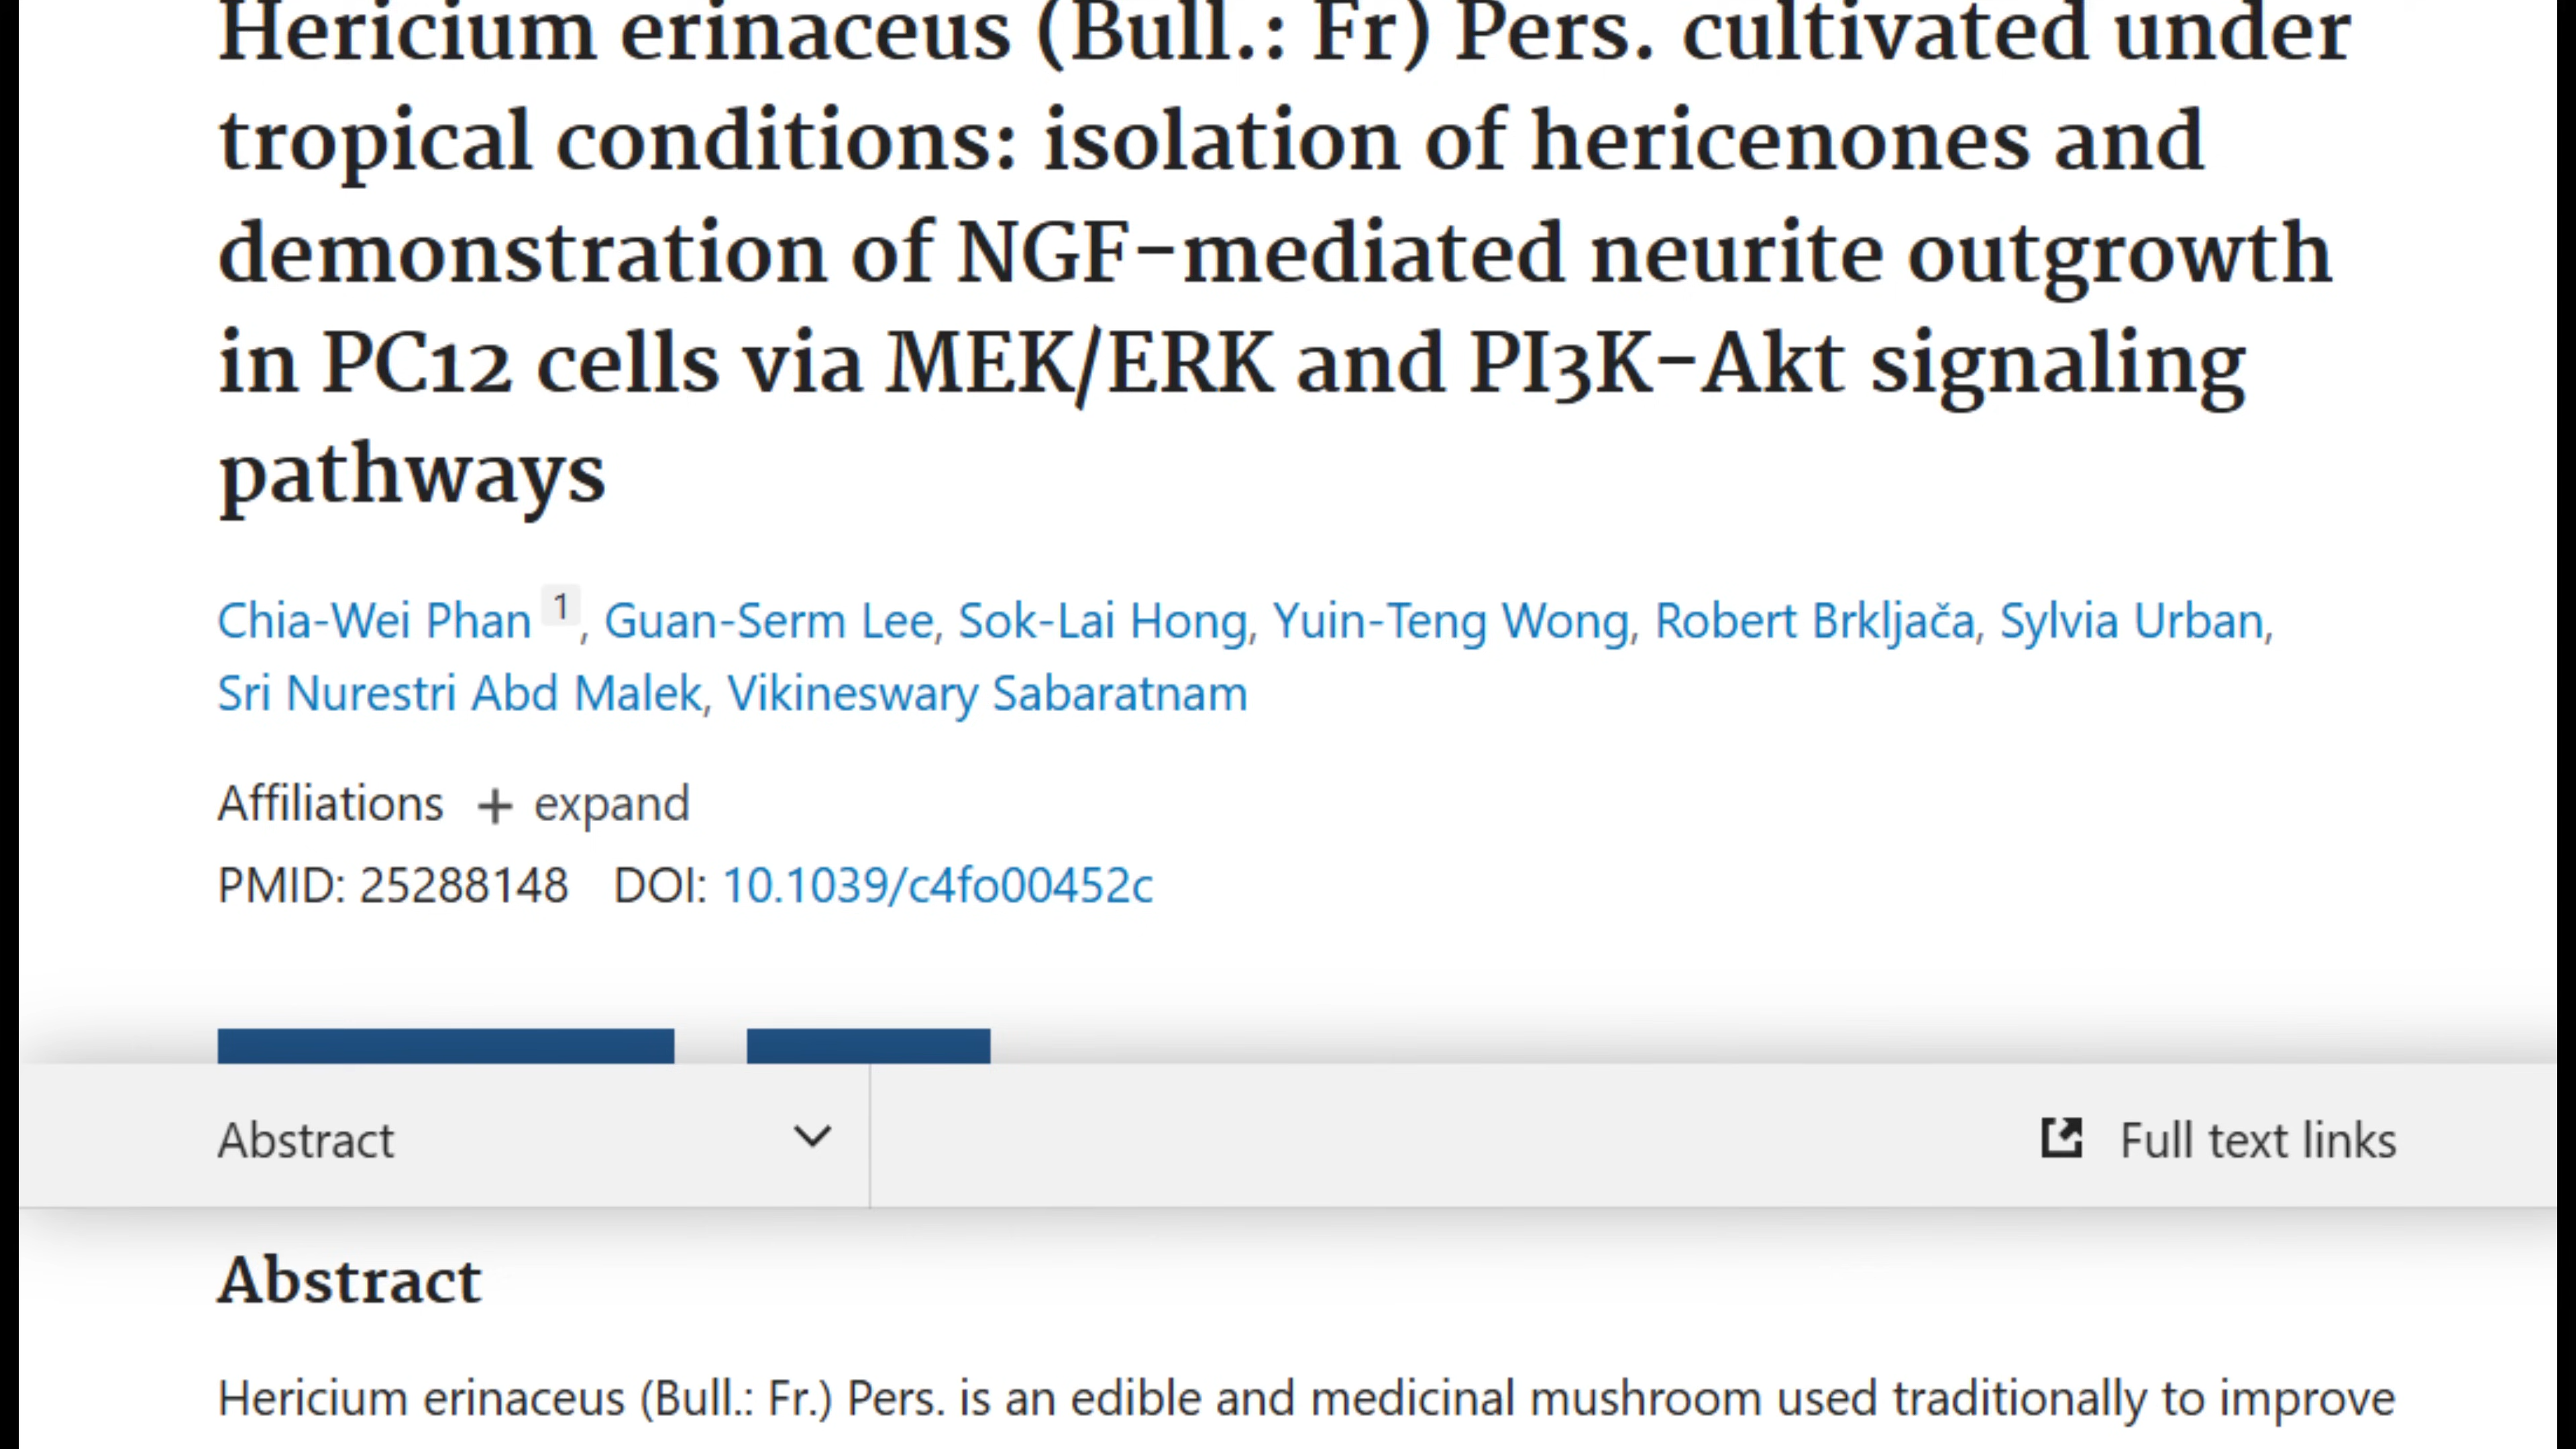 Hericium erinaceus (Bull.: Fr) Pers. cultivated under
tropical conditions: isolation of hericenones and
demonstration of NGF-mediated neurite outgrowth
in PC12 cells via MEK/ERK and PI3K-Akt signaling
pathways
Chia-Wei Phan 1, Guan-Serm Lee, Sok-Lai Hong, Yuin-Teng Wong, Robert Brkljača, Sylvia Urban,
Sri Nurestri Abd Malek, Vikineswary Sabaratnam
Affiliations + expand
PMID: 25288148 DOI: 10.1039/c4fo00452c
Abstract Full text links
Abstract
Hericium erinaceus (Bull.: Fr.) Pers. is an edible and medicinal mushroom used traditionally to improve